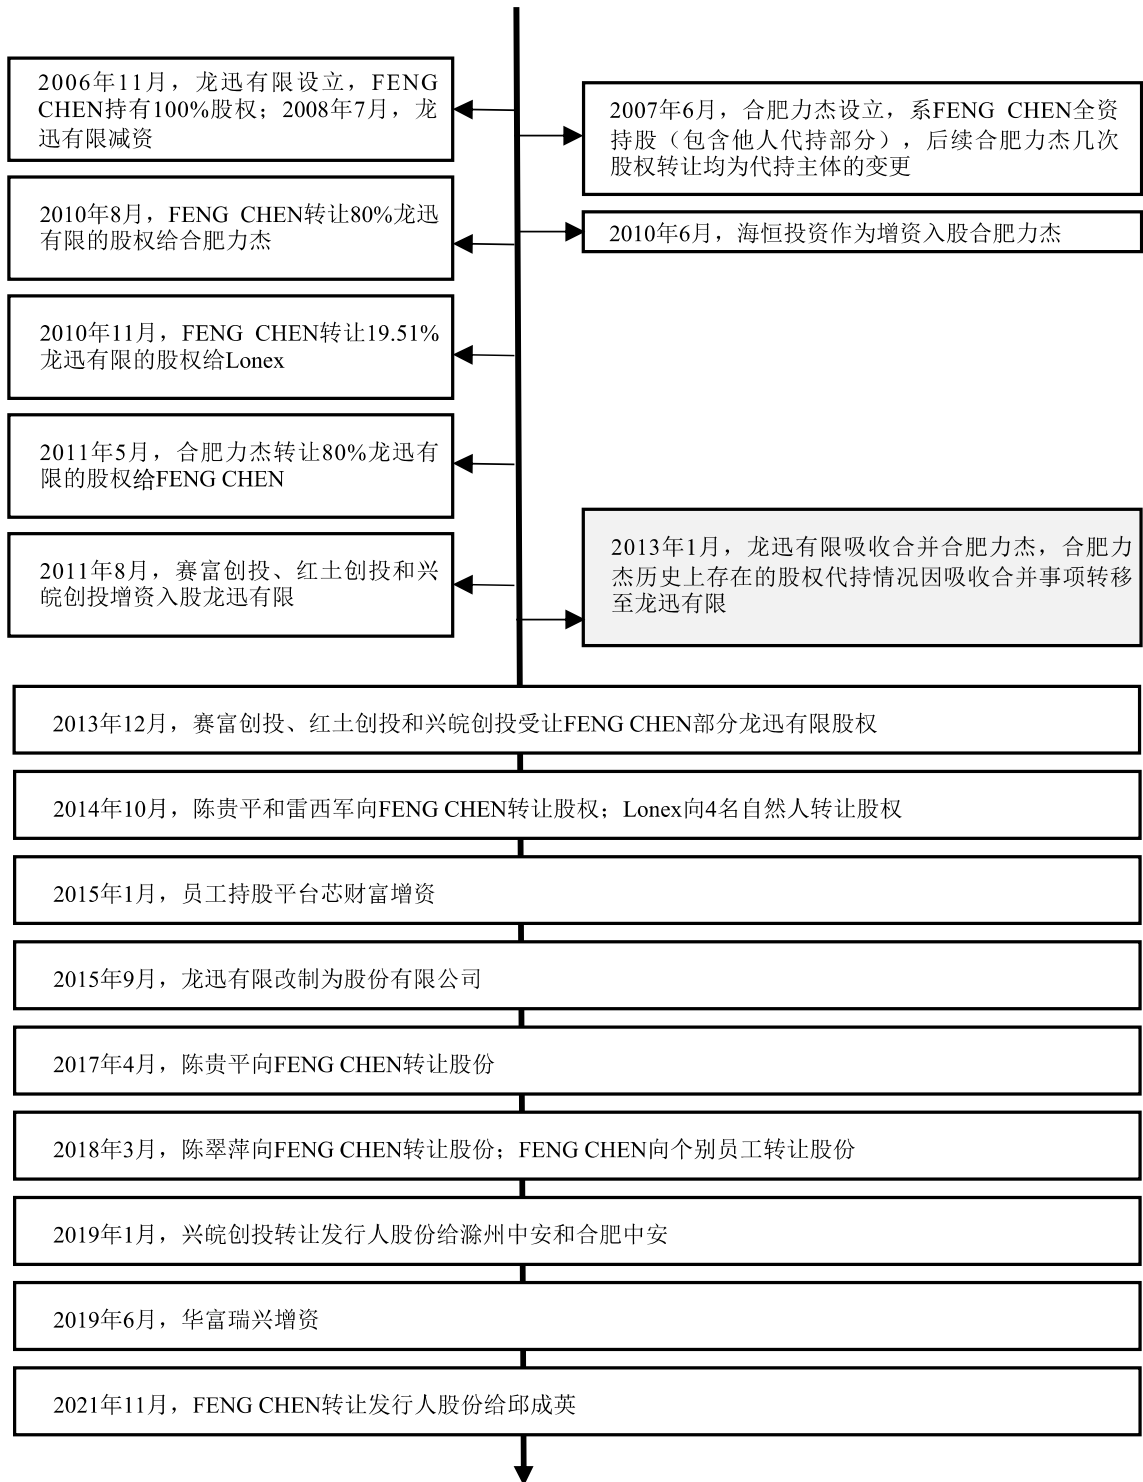 2006年11月，龙迅有限设立，FENG
CHEN持有100%股权；2008年7月，龙
迅有限减资
2007年6月，合肥力杰设立，系FENG CHEN全资
持股（包含他人代持部分），后续合肥力杰几次
股权转让均为代持主体的变更
2010年8月，FENG CHEN转让80%龙迅
有限的股权给合肥力杰
2010年6月，海恒投资作为增资入股合肥力杰
2010年11月，FENG CHEN转让19.51%
龙迅有限的股权给Lonex
2011年5月，合肥力杰转让80%龙迅有
限的股权给FENG CHEN
2011年8月，赛富创投、红土创投和兴
皖创投增资入股龙迅有限
2013年1月，龙迅有限吸收合并合肥力杰，合肥力
杰历史上存在的股权代持情况因吸收合并事项转移
至龙迅有限
2013年12月，赛富创投、红土创投和兴皖创投受让FENG CHEN部分龙迅有限股权
2014年10月，陈贵平和雷西军向FENG CHEN转让股权；Lonex向4名自然人转让股权
2015年1月，员工持股平台芯财富增资
2015年9月，龙迅有限改制为股份有限公司
2017年4月，陈贵平向FENG CHEN转让股份
2018年3月，陈翠萍向FENG CHEN转让股份；FENG CHEN向个别员工转让股份
2019年1月，兴皖创投转让发行人股份给滁州中安和合肥中安
2019年6月，华富瑞兴增资
2021年11月，FENG CHEN转让发行人股份给邱成英